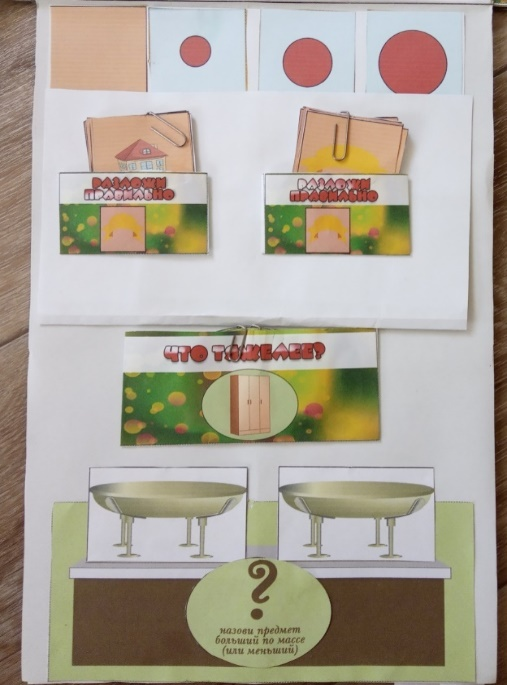 РАЗЛОЖИ
ПРАВИЛЬНО
РАЗЛОЖИ
ПРАВИЛЬНО
ЧТО ТЯЖЕЛЕЕ?
?
назови предмет
больший по массе
(или меньший)